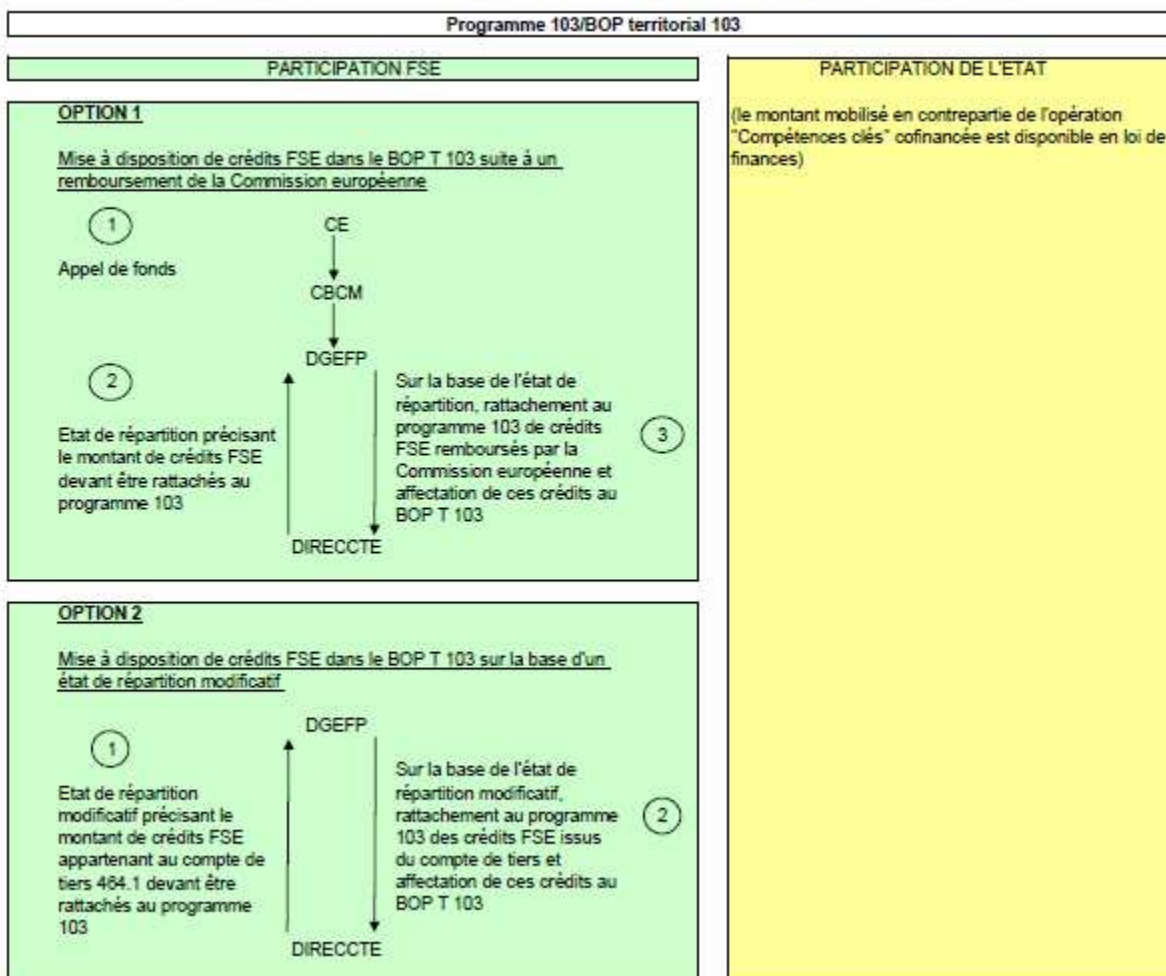 Programme 103/BOP territorial 103
PARTICIPATION FSE
OPTION 1
Mise à disposition de crédits FSE dans le BOP T 103 suite à un
remboursement de la Commission européenne
1
CE
Appel de fonds
CBCM
DGEFP
2
Etat de répartition précisant
le montant de crédits FSE
devant être rattachés au
programme 103
Sur la base de l'état de
répartition, rattachement au
programme 103 de crédits
FSE remboursés par la
Commission européenne et
affectation de ces crédits au
BOP T 103
3
DIRECCTE
OPTION 2
Mise à disposition de crédits FSE dans le BOP T 103 sur la base d'un
état de répartition modificatif
DGEFP
1
Etat de répartition
modificatif précisant le
montant de crédits FSE
appartenant au compte de
tiers 464.1 devant être
rattachés au programme
103
Sur la base de l'état de
répartition modificatif,
rattachement au programme
103 des crédits FSE issus
du compte de tiers et
affectation de ces crédits au
BOP T 103
2
DIRECCTE
PARTICIPATION DE L'ETAT
(le montant mobilisé en contrepartie de l'opération
"Compétences clés" cofinancée est disponible en loi de
finances)